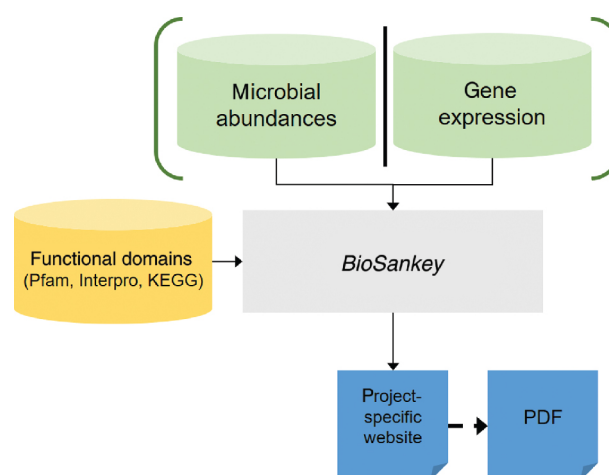 Microbial
abundances
Gene
expression
Functional domains
(Pfam, Interpro, KEGG)
BioSankey
Project-
specific
website
PDF